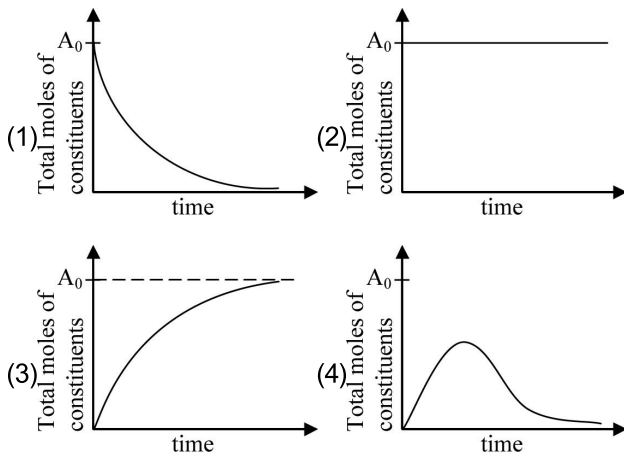 (1)
Total moles of
constituents
A₀
time
(2)
Total moles of
constituents
A₀
time
(3)
Total moles of
constituents
A₀
time
(4)
Total moles of
constituents
A₀
time